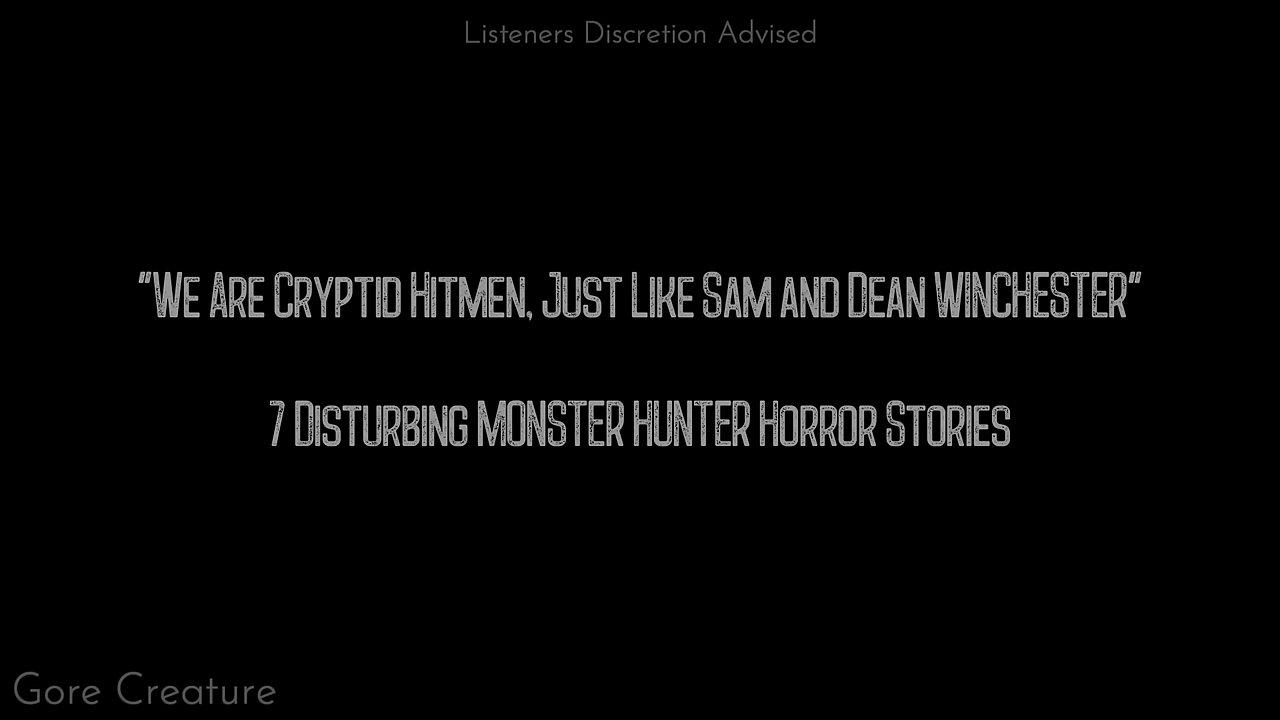 Listeners Discretion Advised
"We Are Cryptid Hitmen, Just Like Sam and Dean WINCHESTER"
7 Disturbing MONSTER HUNTER Horror Stories
Gore Creature